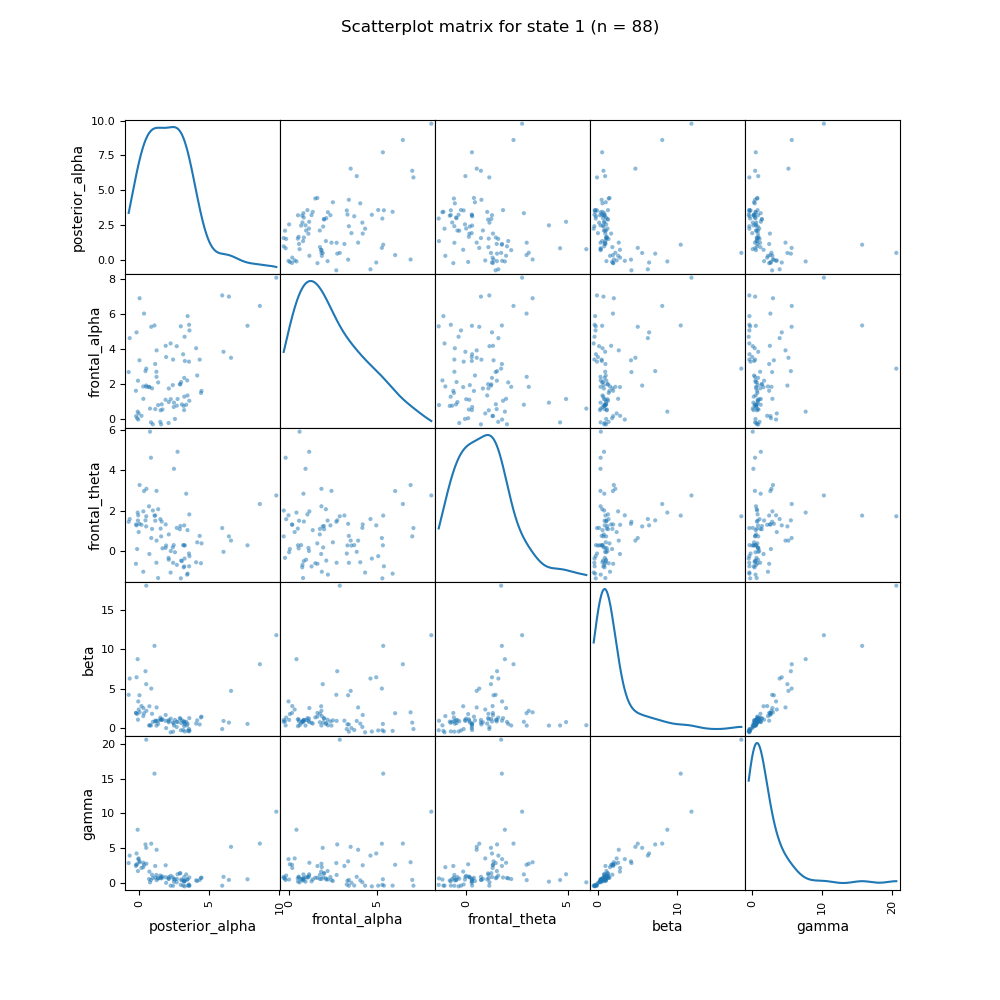 Scatterplot matrix for state 1 (n = 88)
posterior_alpha
10.0
7.5
5.0
2.5
0.0
frontal_alpha
8
6
4
2
0
frontal_theta
6
4
2
0
beta
15
10
5
0
gamma
20
15
10
5
0
0 5 10 0 5 0 5 0 10 0 10 20
posterior_alpha frontal_alpha frontal_theta beta gamma